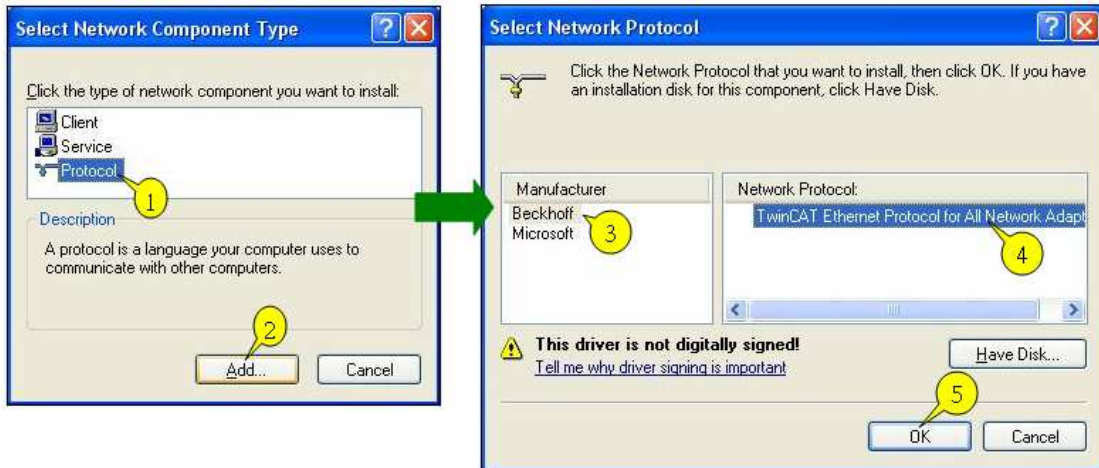 Select Network Component Type
Click the type of network component you want to install:
Client
Service
Protocol
1
Description
A protocol is a language your computer uses to
communicate with other computers.
2
Add...
Cancel
Select Network Protocol
Click the Network Protocol that you want to install, then click OK. If you have
an installation disk for this component, click Have Disk.
Manufacturer
Beckhoff
Microsoft
3
Network Protocol:
TwinCAT Ethernet Protocol for All Network Adapt
4
This driver is not digitally signed!
Tell me why driver signing is important
Have Disk...
5
OK
Cancel